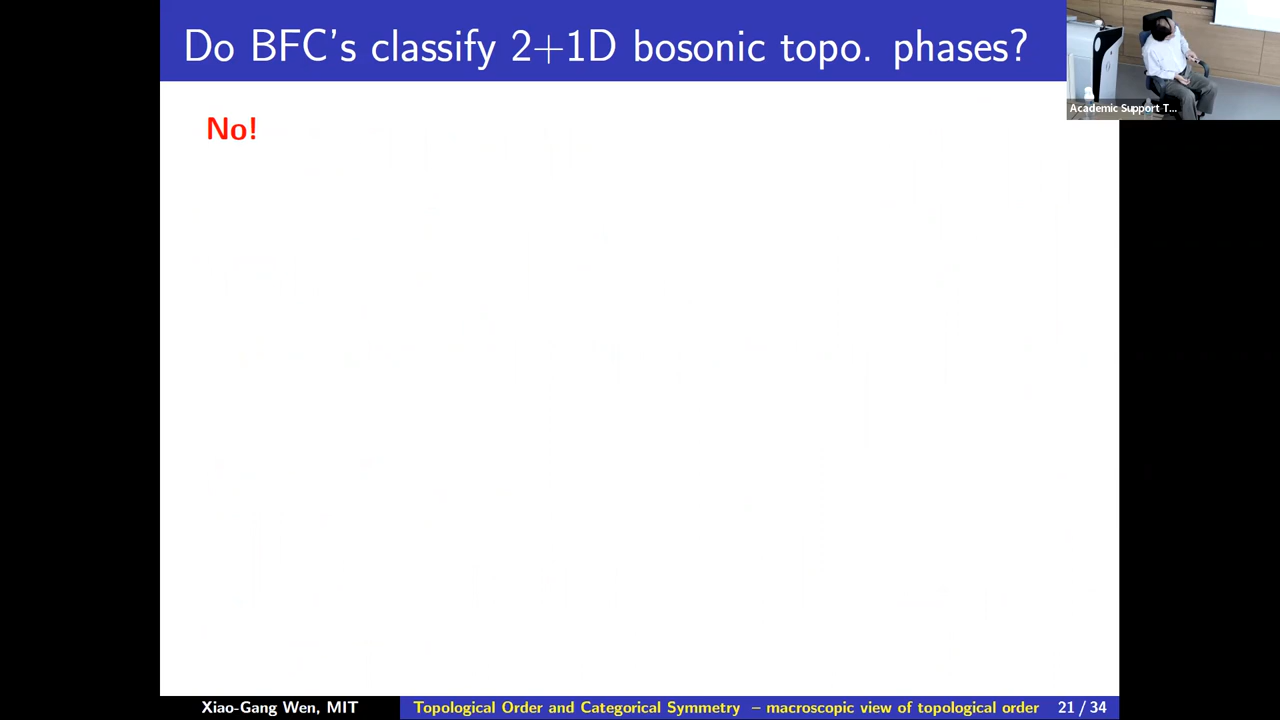 Do BFC's classify 2+1D bosonic topo. phases?
Academic Support T...
No!
Xiao-Gang Wen, MIT
Topological Order and Categorical Symmetry – macroscopic view of topological order
21 / 34